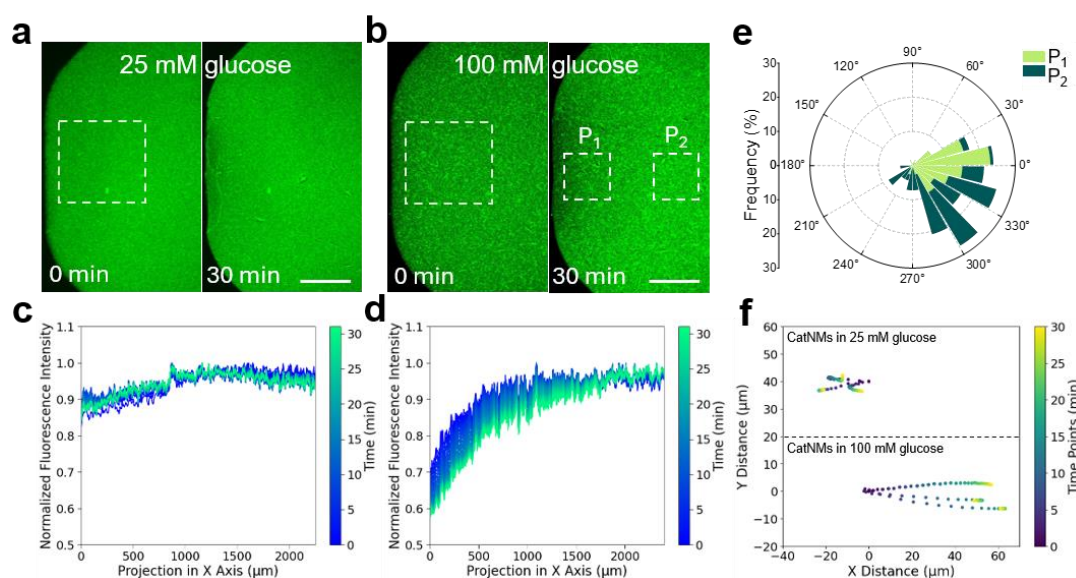 a
25 mM glucose
0 min
30 min
b
100 mM glucose
P1
P2
0 min
30 min
e
P1
P2
Frequency (%)
30
20
10
0
10
20
30
90°
60°
30°
0°
330°
300°
270°
240°
210°
180°
150°
120°
c
Normalized Fluorescence Intensity
1.1
1.0
0.9
0.8
0.7
0.6
0.5
0
500
1000
1500
2000
Projection in X Axis (μm)
30
25
20
15
10
5
0
Time (min)
d
Normalized Fluorescence Intensity
1.1
1.0
0.9
0.8
0.7
0.6
0.5
0
500
1000
1500
2000
Projection in X Axis (μm)
30
25
20
15
10
5
0
Time (min)
f
CatNMs in 25 mM glucose
CatNMs in 100 mM glucose
Y Distance (μm)
60
50
40
30
20
10
0
−10
−20
−40
−20
0
20
40
60
X Distance (μm)
30
25
20
15
10
5
0
Time Points (min)